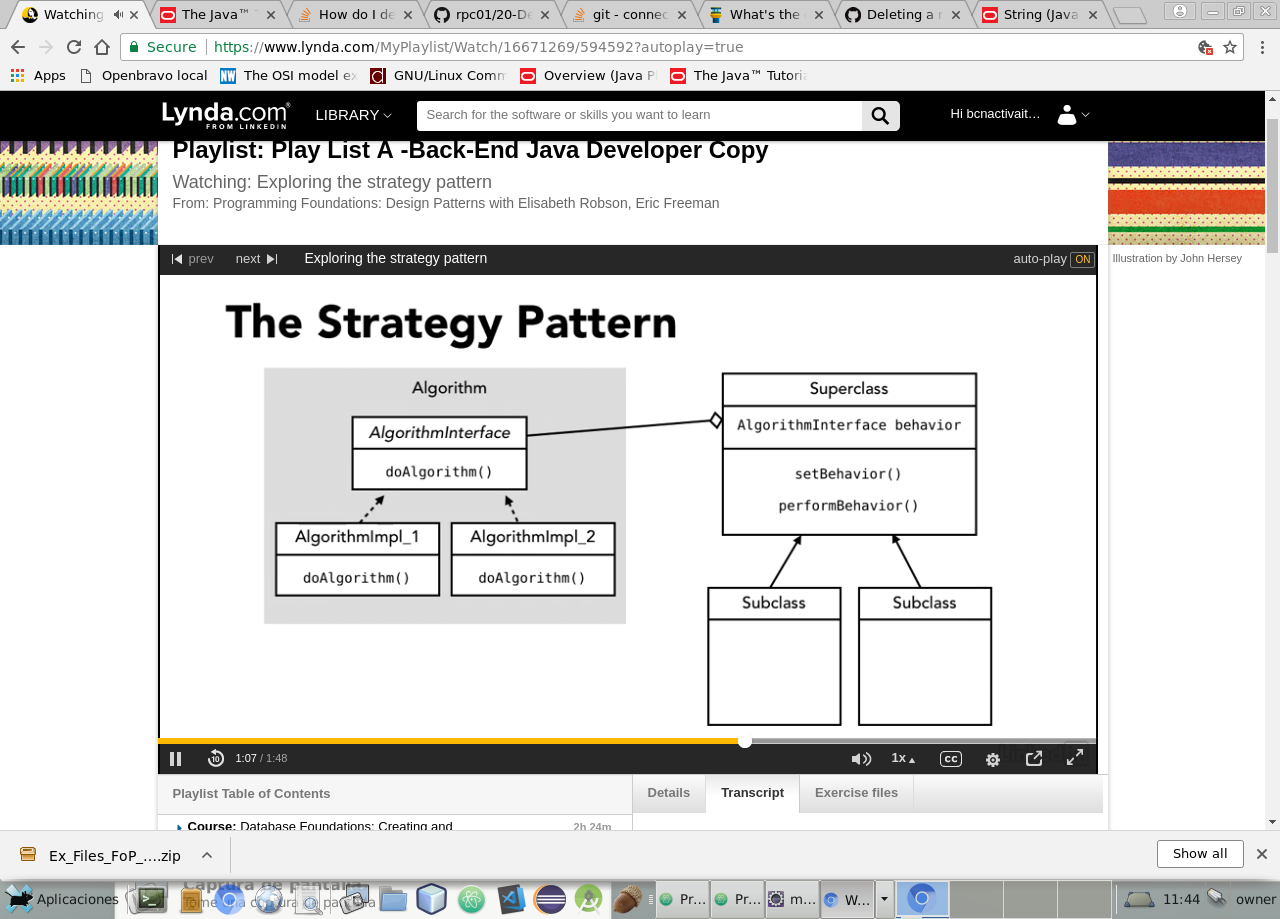 Watching
The Java™
How do I de
rpc01/20-De
git - connec
What's the
Deleting a
String (Java
Secure
https://www.lynda.com/MyPlaylist/Watch/16671269/594592?autoplay=true
Apps
Openbravo local
The OSI model ex
GNU/Linux Comm
Overview (Java P
The Java™ Tutoria
Lynda.com®
FROM LINKEDIN
LIBRARY
Search for the software or skills you want to learn
Hi bcnactivait...
Playlist: Play List A -Back-End Java Developer Copy
Watching: Exploring the strategy pattern
From: Programming Foundations: Design Patterns with Elisabeth Robson, Eric Freeman
Illustration by John Hersey
prev next Exploring the strategy pattern auto-play ON
The Strategy Pattern
Algorithm
AlgorithmInterface
doAlgorithm()
AlgorithmImpl_1
doAlgorithm()
AlgorithmImpl_2
doAlgorithm()
Superclass
AlgorithmInterface behavior
setBehavior()
performBehavior()
Subclass
Subclass
10 1:07 / 1:48 1x cc
Playlist Table of Contents
Details Transcript Exercise files
Course: Database Foundations: Creating and 2h 24m
Ex_Files_FoP_....zip
Show all
Captura de pantalla
Aplicaciones
Pr...
Pr...
m...
W...
11:44
owner